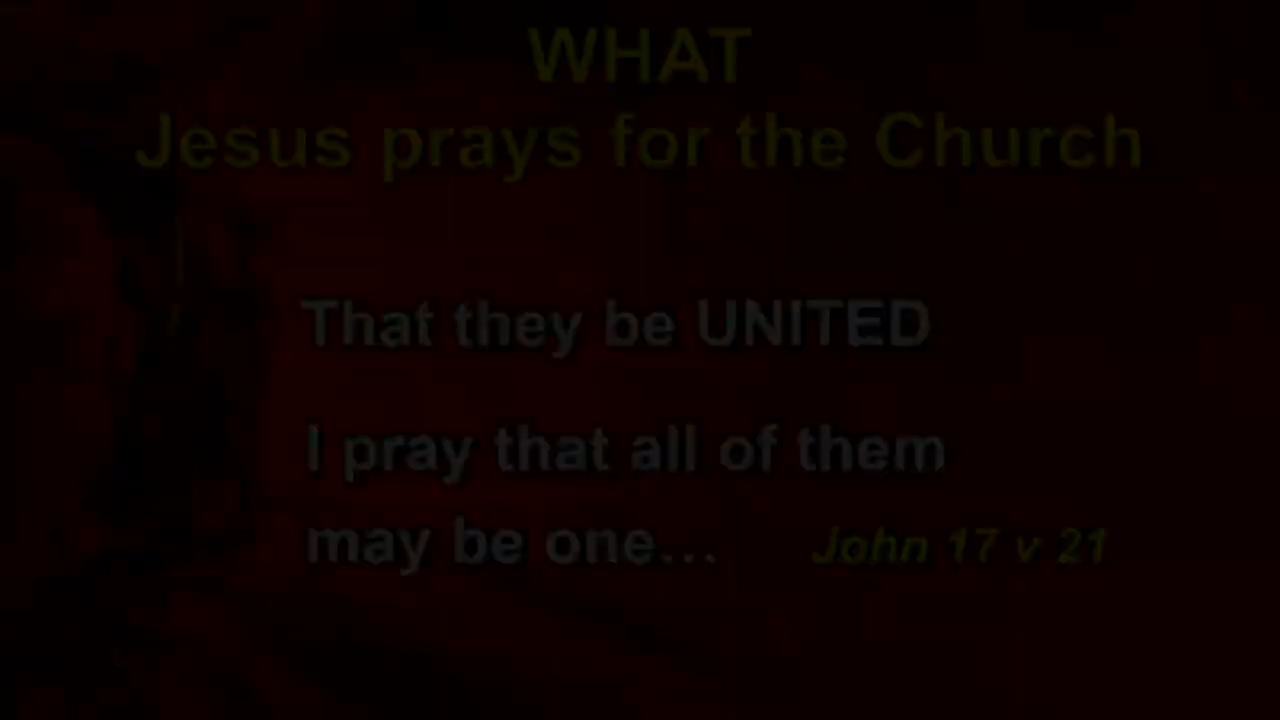 WHAT
Jesus prays for the Church
That they be UNITED
I pray that all of them
may be one... John 17 v 21